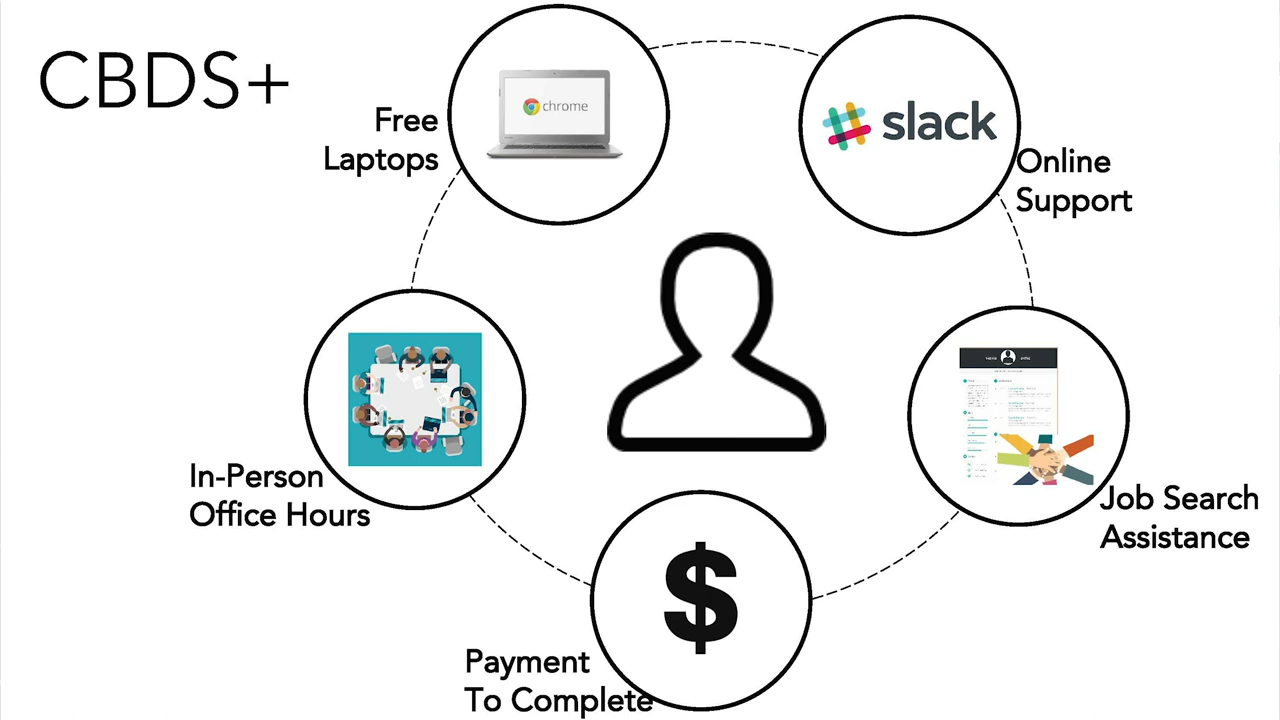 CBDS+
Free
Laptops
chrome
slack
Online
Support
In-Person
Office Hours
Job Search
Assistance
$
Payment
To Complete